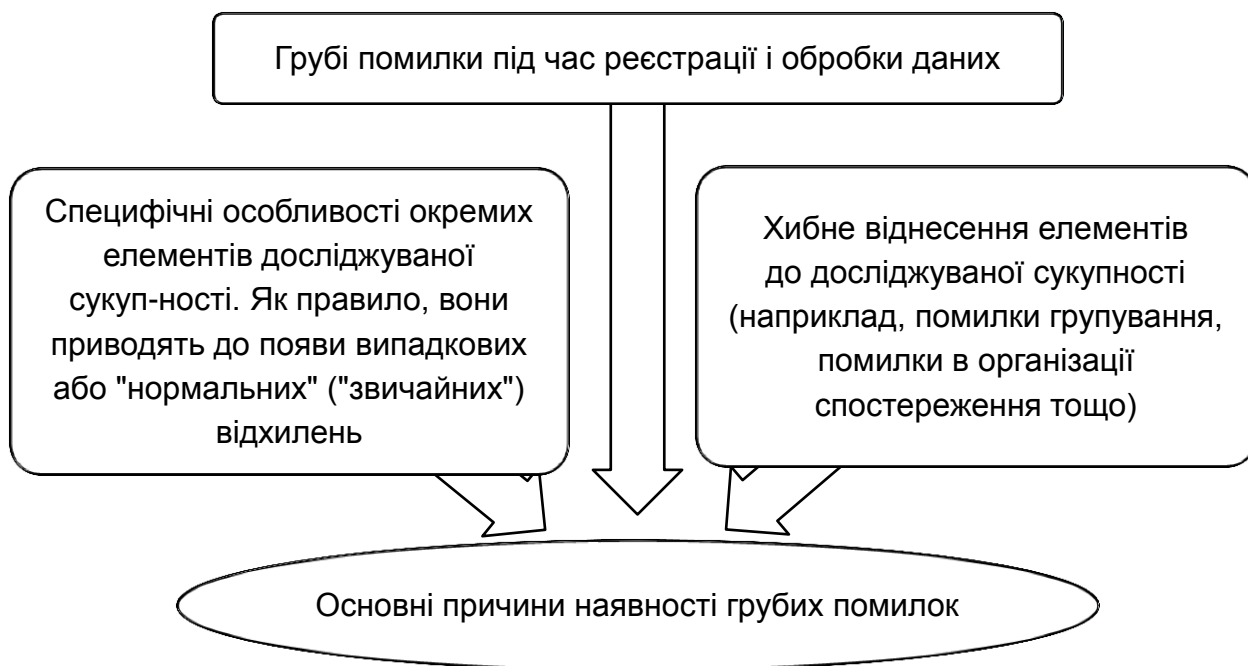 Грубі помилки під час реєстрації і обробки даних
Специфічні особливості окремих
елементів досліджуваної
сукуп-ності. Як правило, вони
приводять до появи випадкових
або "нормальних" ("звичайних")
відхилень
Хибне віднесення елементів
до досліджуваної сукупності
(наприклад, помилки групування,
помилки в організації
спостереження тощо)
Основні причини наявності грубих помилок